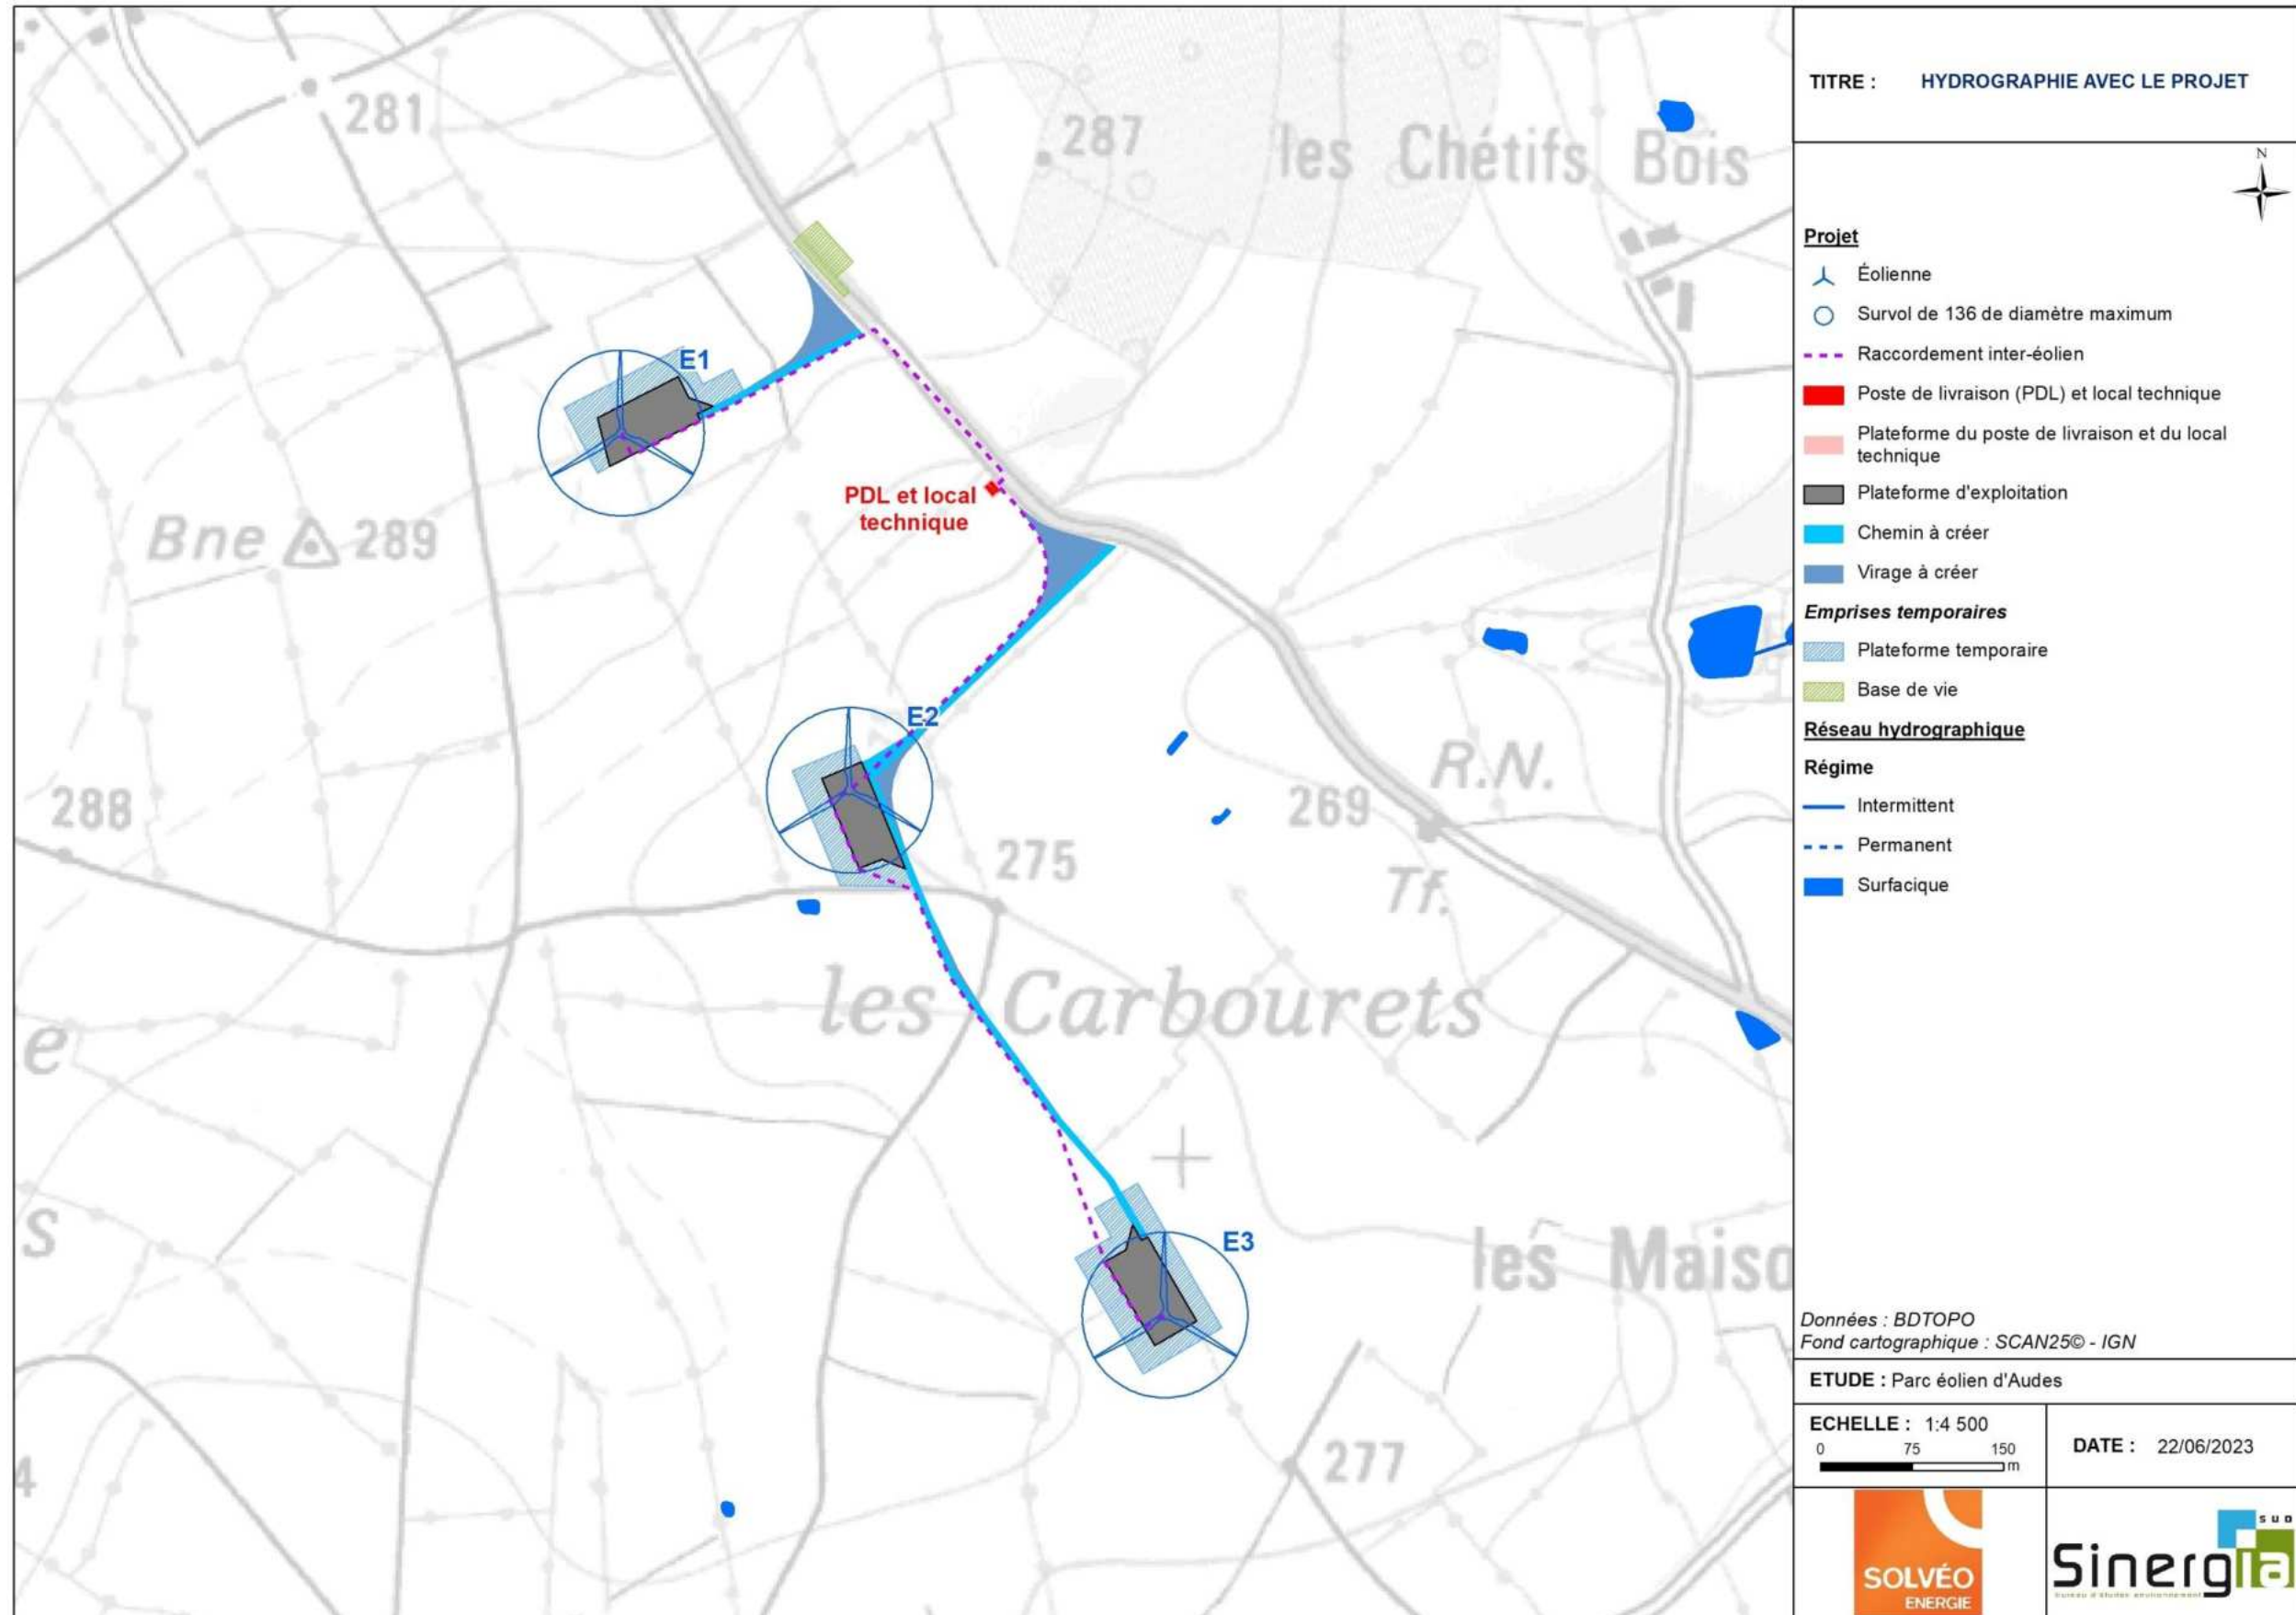 281
287
les Chétifs Bois
E1
PDL et local
technique
Bne 289
E2
R.N.
288
269
275
Tf.
les Carbourets
e
s
E3
les Maiso
277
4
TITRE : HYDROGRAPHIE AVEC LE PROJET
N
Projet
Éolienne
Survol de 136 de diamètre maximum
Raccordement inter-éolien
Poste de livraison (PDL) et local technique
Plateforme du poste de livraison et du local
technique
Plateforme d'exploitation
Chemin à créer
Virage à créer
Emprises temporaires
Plateforme temporaire
Base de vie
Réseau hydrographique
Régime
Intermittent
Permanent
Surfacique
Données : BDTOPO
Fond cartographique : SCAN25© - IGN
ETUDE : Parc éolien d'Audes
ECHELLE : 1:4 500
0 75 150
m
DATE : 22/06/2023
SOLVÉO
ENERGIE
SUD
Sinergia
bureau d'études environnement